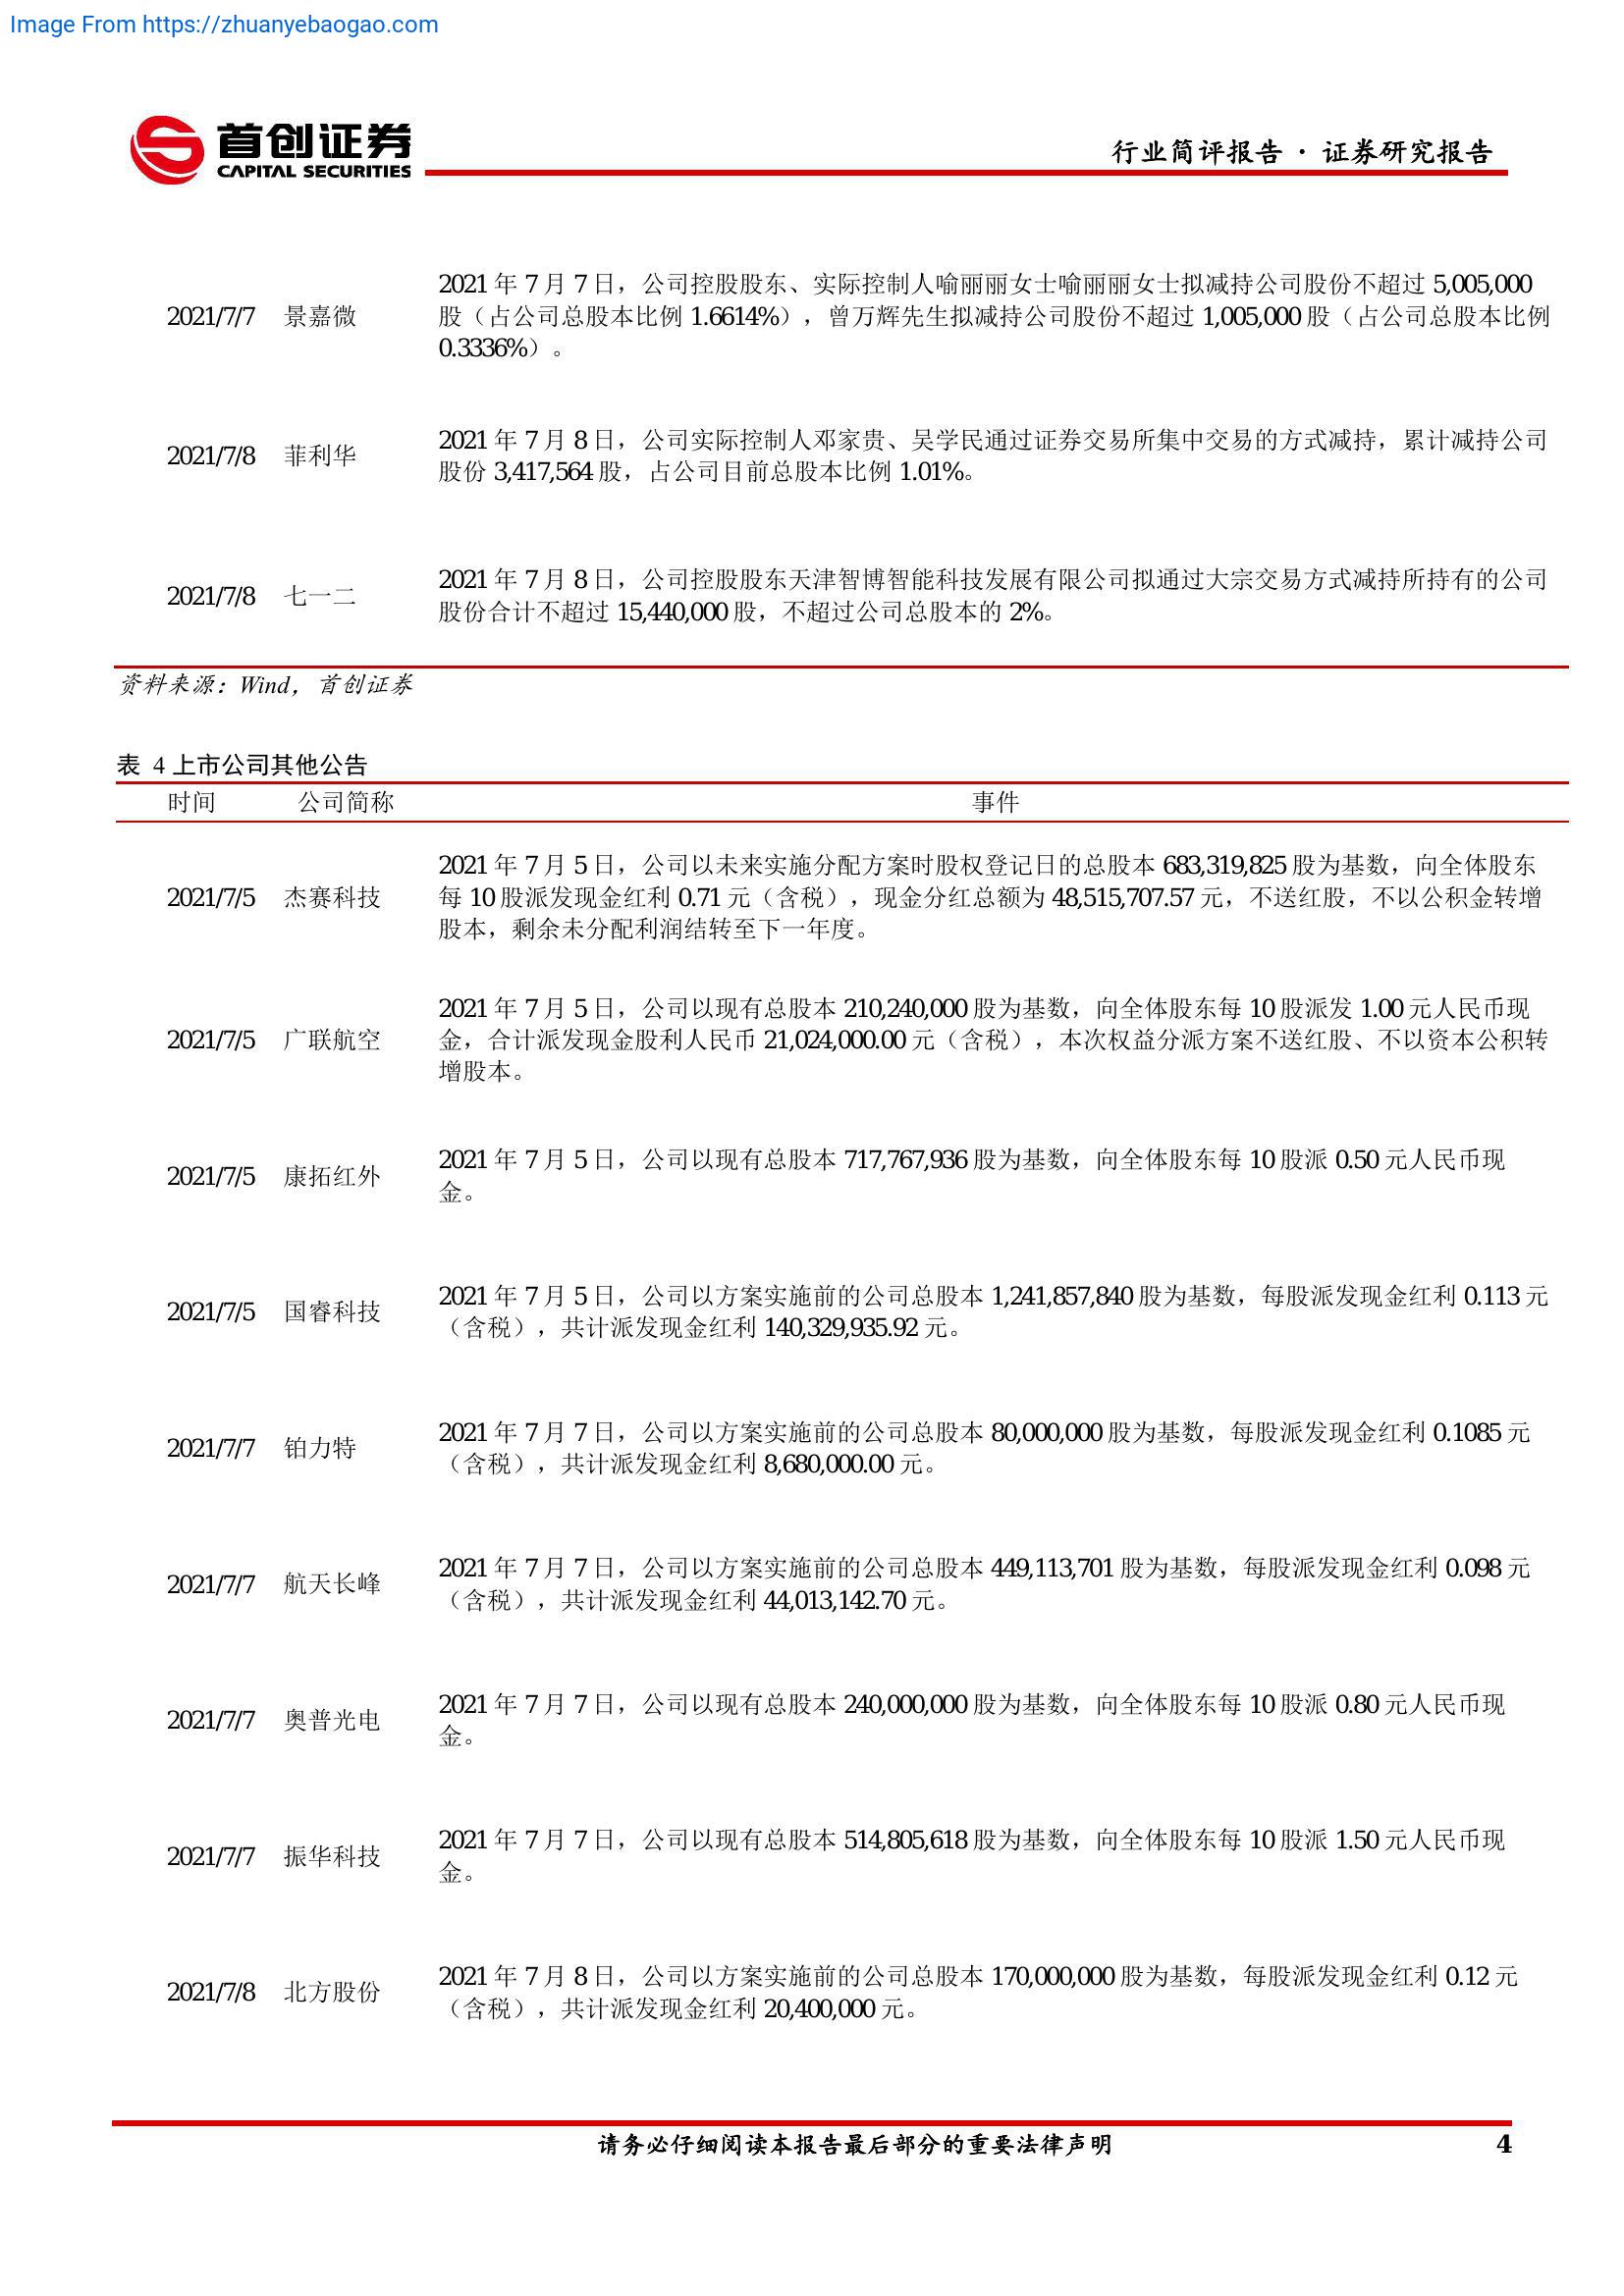 Image From https://zhuanyebaogao.com
首创证券
CAPITAL SECURITIES
行业简评报告 · 证券研究报告
2021/7/7 景嘉微
2021 年 7 月 7 日，公司控股股东、实际控制人喻丽丽女士喻丽丽女士拟减持公司股份不超过 5,005,000
股（占公司总股本比例 1.6614%），曾万辉先生拟减持公司股份不超过 1,005,000 股（占公司总股本比例
0.3336%）。
2021/7/8 菲利华
2021 年 7 月 8 日，公司实际控制人邓家贵、吴学民通过证券交易所集中交易的方式减持，累计减持公司
股份 3,417,564 股，占公司目前总股本比例 1.01%。
2021/7/8 七一二
2021 年 7 月 8 日，公司控股股东天津智博智能科技发展有限公司拟通过大宗交易方式减持所持有的公司
股份合计不超过 15,440,000 股，不超过公司总股本的 2%。
资料来源：Wind，首创证券
表 4 上市公司其他公告
时间 公司简称 事件
2021/7/5 杰赛科技
2021 年 7 月 5 日，公司以未来实施分配方案时股权登记日的总股本 683,319,825 股为基数，向全体股东
每 10 股派发现金红利 0.71 元（含税），现金分红总额为 48,515,707.57 元，不送红股，不以公积金转增
股本，剩余未分配利润结转至下一年度。
2021/7/5 广联航空
2021 年 7 月 5 日，公司以现有总股本 210,240,000 股为基数，向全体股东每 10 股派发 1.00 元人民币现
金，合计派发现金股利人民币 21,024,000.00 元（含税），本次权益分派方案不送红股、不以资本公积转
增股本。
2021/7/5 康拓红外
2021 年 7 月 5 日，公司以现有总股本 717,767,936 股为基数，向全体股东每 10 股派 0.50 元人民币现
金。
2021/7/5 国睿科技
2021 年 7 月 5 日，公司以方案实施前的公司总股本 1,241,857,840 股为基数，每股派发现金红利 0.113 元
（含税），共计派发现金红利 140,329,935.92 元。
2021/7/7 铂力特
2021 年 7 月 7 日，公司以方案实施前的公司总股本 80,000,000 股为基数，每股派发现金红利 0.1085 元
（含税），共计派发现金红利 8,680,000.00 元。
2021/7/7 航天长峰
2021 年 7 月 7 日，公司以方案实施前的公司总股本 449,113,701 股为基数，每股派发现金红利 0.098 元
（含税），共计派发现金红利 44,013,142.70 元。
2021/7/7 奥普光电
2021 年 7 月 7 日，公司以现有总股本 240,000,000 股为基数，向全体股东每 10 股派 0.80 元人民币现
金。
2021/7/7 振华科技
2021 年 7 月 7 日，公司以现有总股本 514,805,618 股为基数，向全体股东每 10 股派 1.50 元人民币现
金。
2021/7/8 北方股份
2021 年 7 月 8 日，公司以方案实施前的公司总股本 170,000,000 股为基数，每股派发现金红利 0.12 元
（含税），共计派发现金红利 20,400,000 元。
请务必仔细阅读本报告最后部分的重要法律声明 4